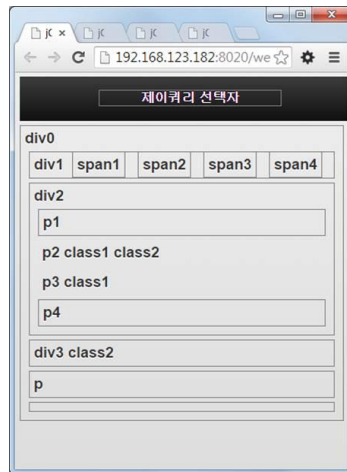 jC × jC jC jC
192.168.123.182:8020/we
제이쿼리 선택자
div0
div1 span1 span2 span3 span4
div2
p1
p2 class1 class2
p3 class1
p4
div3 class2
p